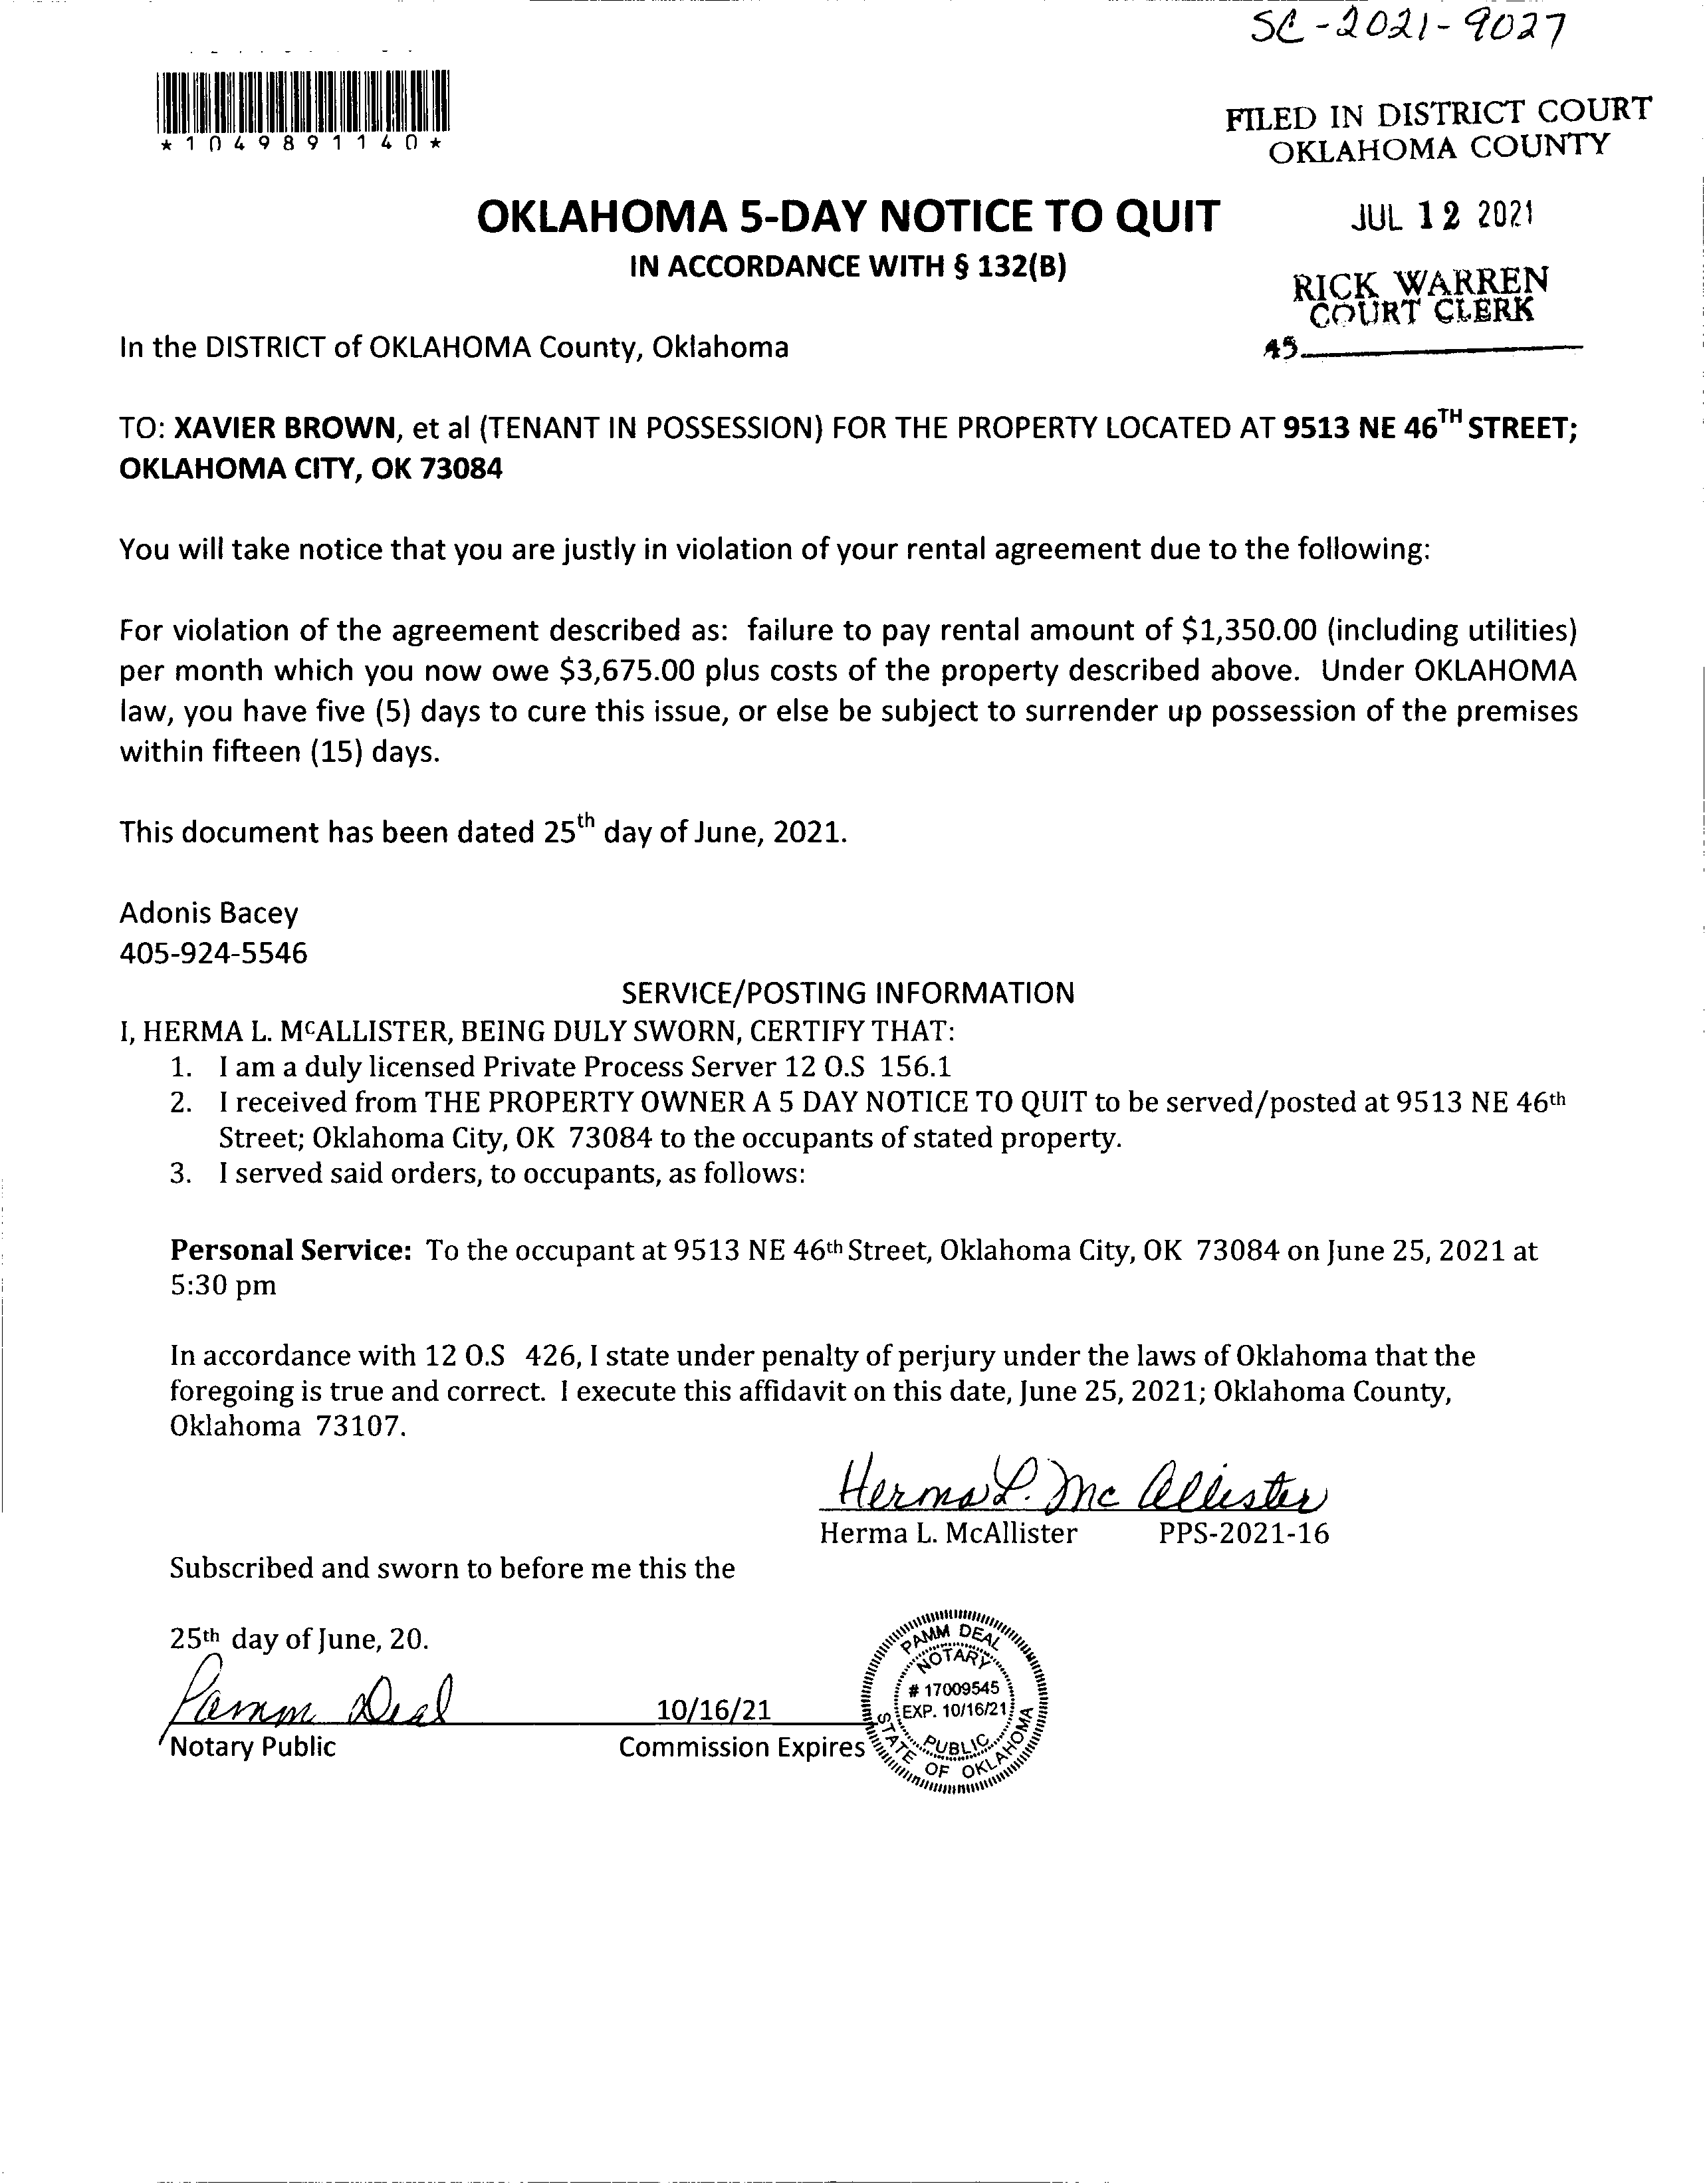 SC-2021-9027
*1049891140*
FILED IN DISTRICT COURT
OKLAHOMA COUNTY
OKLAHOMA 5-DAY NOTICE TO QUIT
JUL 12 2021
IN ACCORDANCE WITH § 132(B)
RICK WARREN
COURT CLERK
In the DISTRICT of OKLAHOMA County, Oklahoma
TO: XAVIER BROWN, et al (TENANT IN POSSESSION) FOR THE PROPERTY LOCATED AT 9513 NE 46TH STREET;
OKLAHOMA CITY, OK 73084
You will take notice that you are justly in violation of your rental agreement due to the following:
For violation of the agreement described as: failure to pay rental amount of $1,350.00 (including utilities)
per month which you now owe $3,675.00 plus costs of the property described above. Under OKLAHOMA
law, you have five (5) days to cure this issue, or else be subject to surrender up possession of the premises
within fifteen (15) days.
This document has been dated 25th day of June, 2021.
Adonis Bacey
405-924-5546
SERVICE/POSTING INFORMATION
I, HERMA L. McALLISTER, BEING DULY SWORN, CERTIFY THAT:
1. I am a duly licensed Private Process Server 12 O.S 156.1
2. I received from THE PROPERTY OWNER A 5 DAY NOTICE TO QUIT to be served/posted at 9513 NE 46th
Street; Oklahoma City, OK 73084 to the occupants of stated property.
3. I served said orders, to occupants, as follows:
Personal Service: To the occupant at 9513 NE 46th Street, Oklahoma City, OK 73084 on June 25, 2021 at
5:30 pm
In accordance with 12 O.S 426, I state under penalty of perjury under the laws of Oklahoma that the
foregoing is true and correct. I execute this affidavit on this date, June 25, 2021; Oklahoma County,
Oklahoma 73107.
Herma L. McAllister
Herma L. McAllister PPS-2021-16
Subscribed and sworn to before me this the
25th day of June, 20.
Pamm Deal
10/16/21
Notary Public
Commission Expires
PAMM DEAL
NOTARY
# 17009545
EXP. 10/16/21
PUBLIC
STATE OF OKLAHOMA